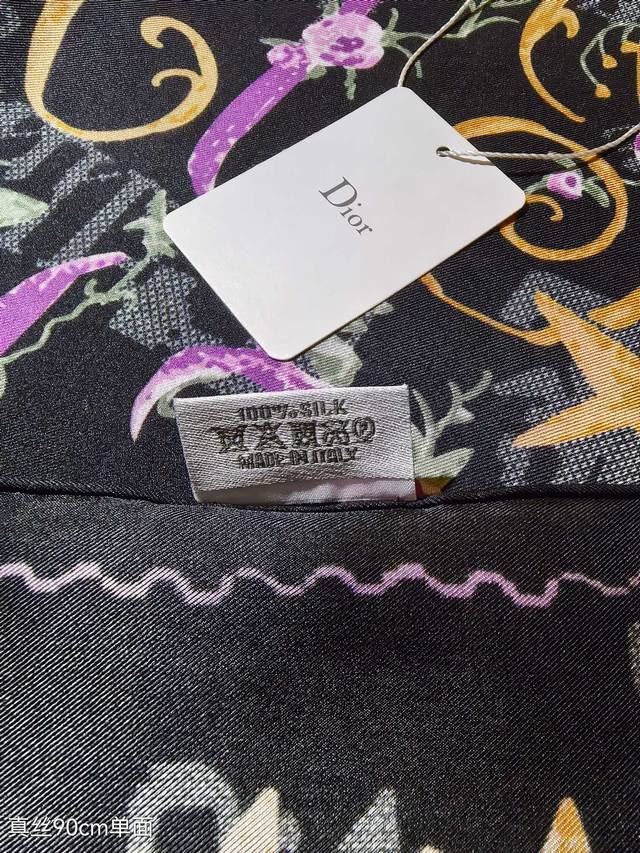 Dior
100% SILK
MADE IN ITALY
真丝90cm单面